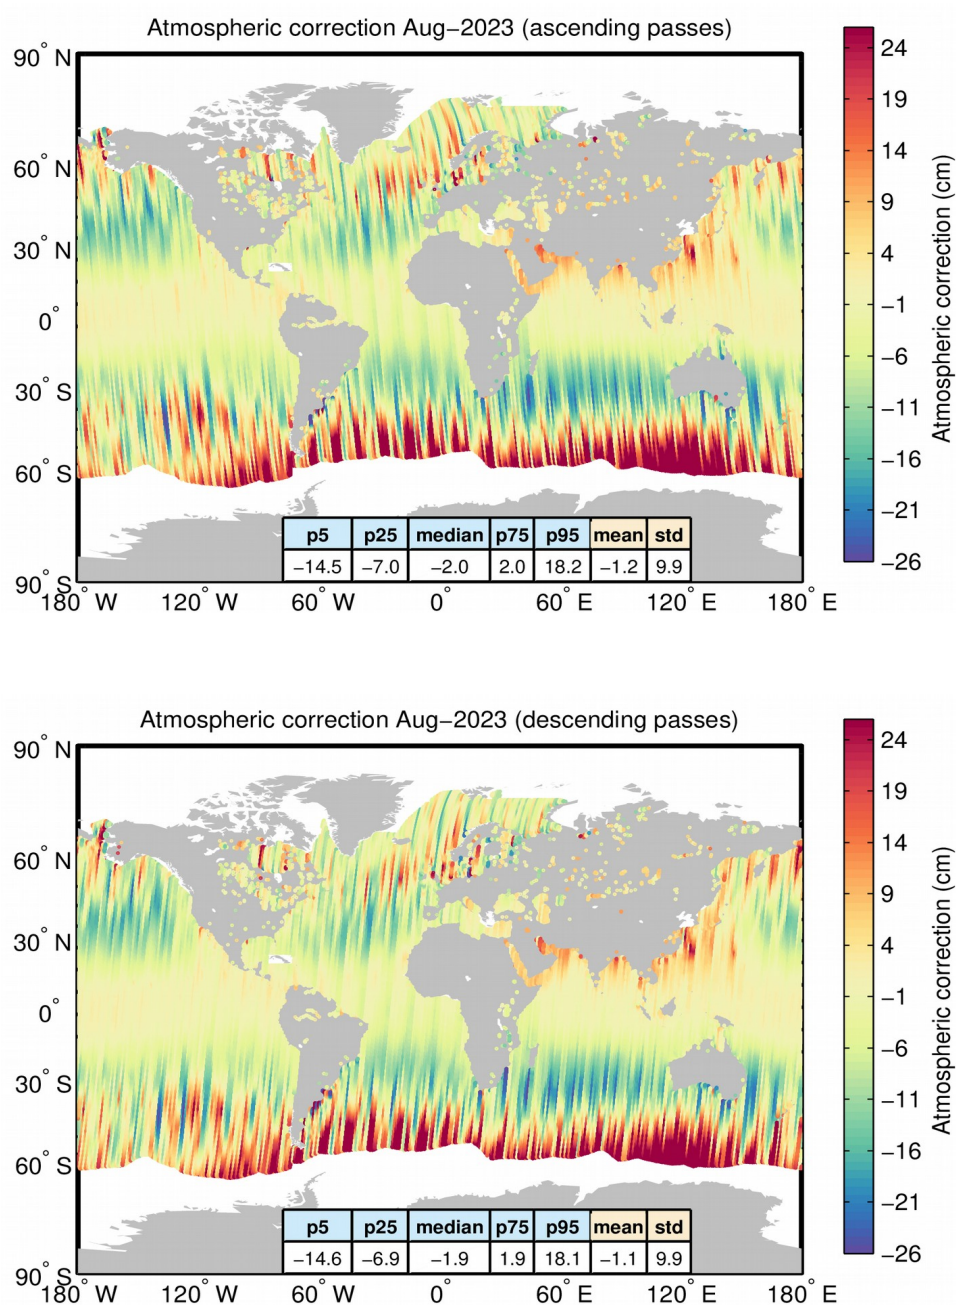 Atmospheric correction Aug−2023 (ascending passes)
90° N
60° N
30° N
0°
30° S
60° S
90° S
180° W 120° W 60° W 0° 60° E 120° E 180° E
p5 p25 median p75 p95 mean std
−14.5 −7.0 −2.0 2.0 18.2 −1.2 9.9
24
19
14
9
4
−1
−6
−11
−16
−21
−26
Atmospheric correction (cm)
Atmospheric correction Aug−2023 (descending passes)
90° N
60° N
30° N
0°
30° S
60° S
90° S
180° W 120° W 60° W 0° 60° E 120° E 180° E
p5 p25 median p75 p95 mean std
−14.6 −6.9 −1.9 1.9 18.1 −1.1 9.9
24
19
14
9
4
−1
−6
−11
−16
−21
−26
Atmospheric correction (cm)